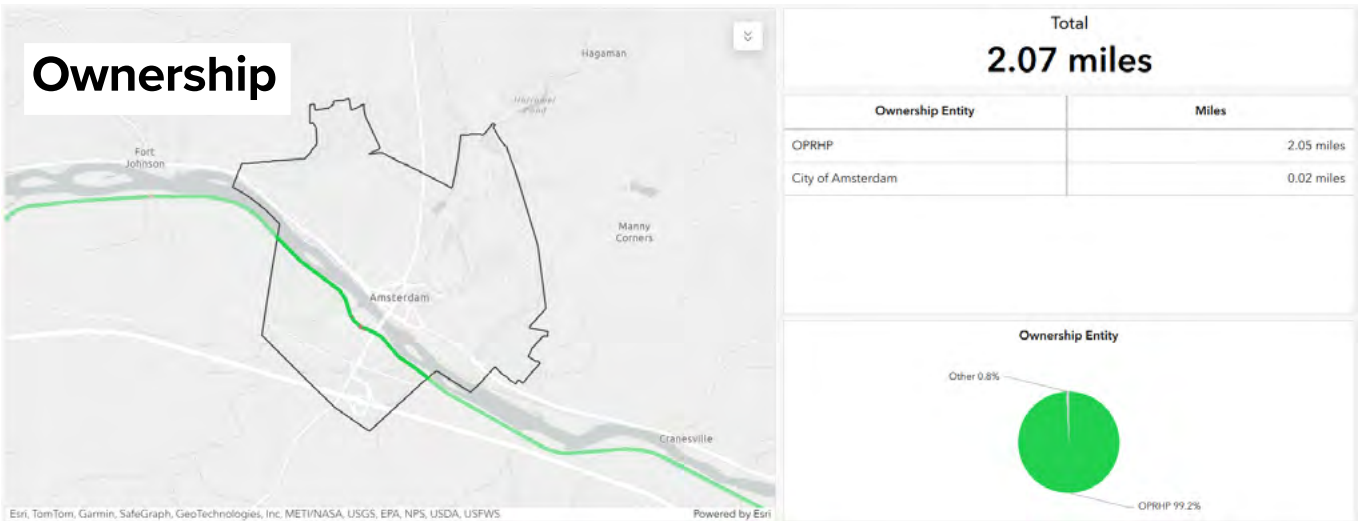 Ownership
Hagaman
Harrower
Pond
Fort
Johnson
Manny
Corners
Amsterdam
Cranesville
Esri, TomTom, Garmin, SafeGraph, GeoTechnologies, Inc, METI/NASA, USGS, EPA, NPS, USDA, USFWS
Powered by Esri
Total
2.07 miles
Ownership Entity Miles
OPRHP 2.05 miles
City of Amsterdam 0.02 miles
Ownership Entity
Other 0.8%
OPRHP 99.2%